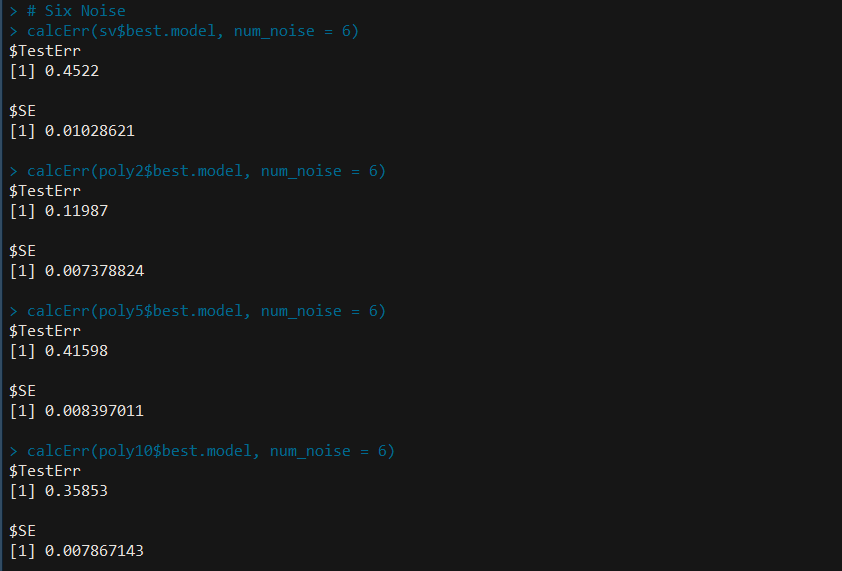 > # Six Noise
> calcErr(sv$best.model, num_noise = 6)
$TestErr
[1] 0.4522
$SE
[1] 0.01028621
> calcErr(poly2$best.model, num_noise = 6)
$TestErr
[1] 0.11987
$SE
[1] 0.007378824
> calcErr(poly5$best.model, num_noise = 6)
$TestErr
[1] 0.41598
$SE
[1] 0.008397011
> calcErr(poly10$best.model, num_noise = 6)
$TestErr
[1] 0.35853
$SE
[1] 0.007867143